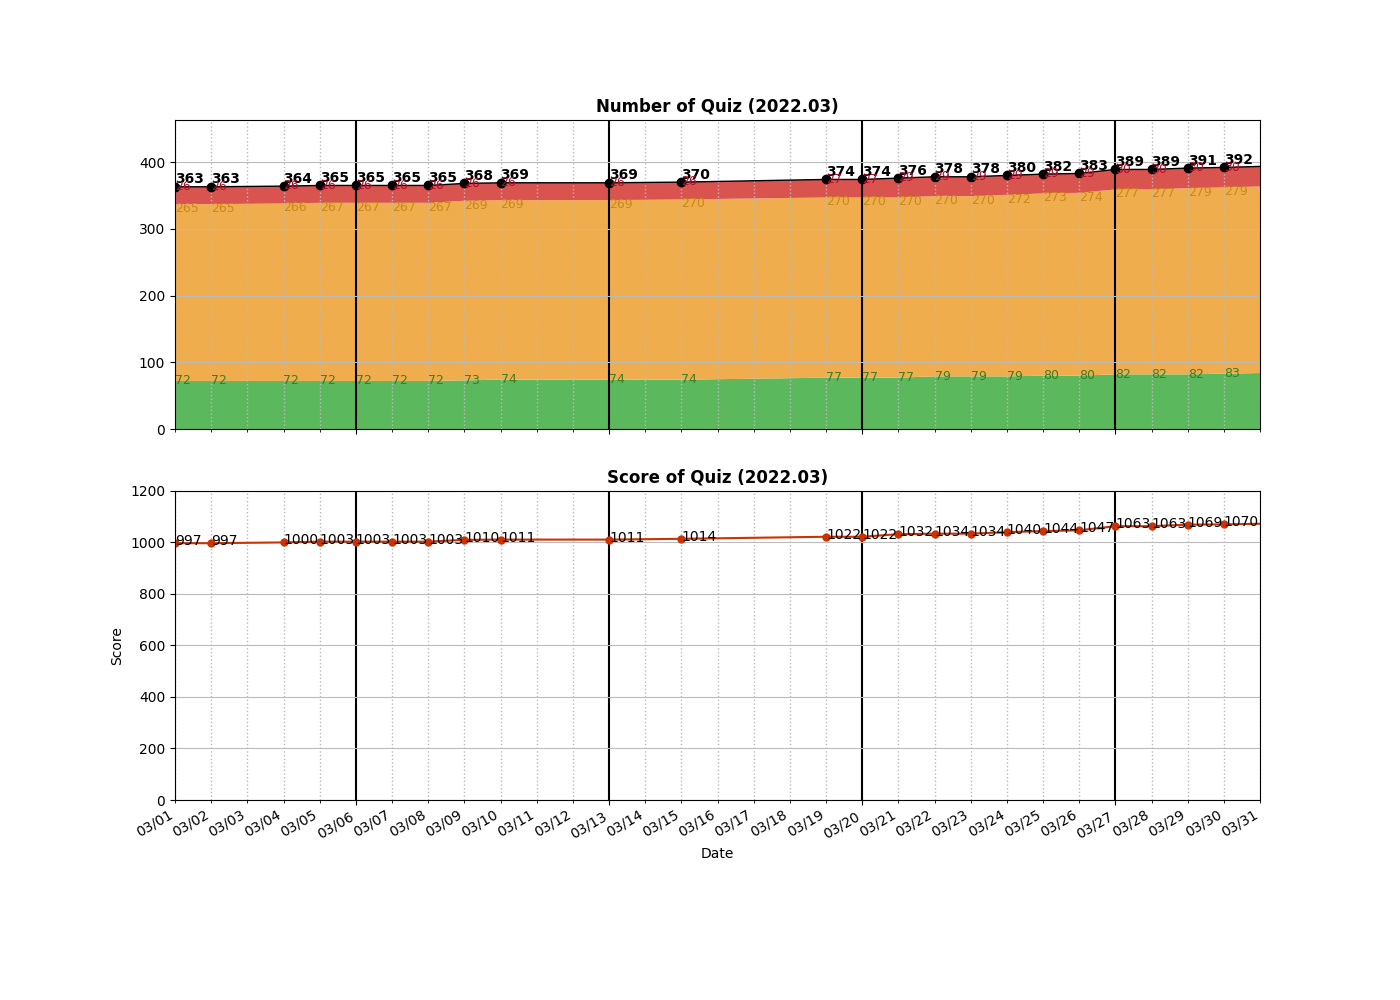 Number of Quiz (2022.03)
400
300
200
100
0
363 363 364 365 365 365 365 368 369 369 370 374 374 376 378 378 380 382 383 389 389 391 392
265 265 266 267 267 267 267 269 269 269 270 270 270 270 270 270 272 273 274 277 277 279 279
72 72 72 72 72 72 72 73 74 74 74 77 77 77 79 79 79 80 80 82 82 82 83
Score of Quiz (2022.03)
Score
1200
1000
800
600
400
200
0
997 997 1000 1003 1003 1003 1003 1010 1011 1011 1014 1022 1022 1032 1034 1034 1040 1044 1047 1063 1063 1069 1070
03/01 03/02 03/03 03/04 03/05 03/06 03/07 03/08 03/09 03/10 03/11 03/12 03/13 03/14 03/15 03/16 03/17 03/18 03/19 03/20 03/21 03/22 03/23 03/24 03/25 03/26 03/27 03/28 03/29 03/30 03/31
Date